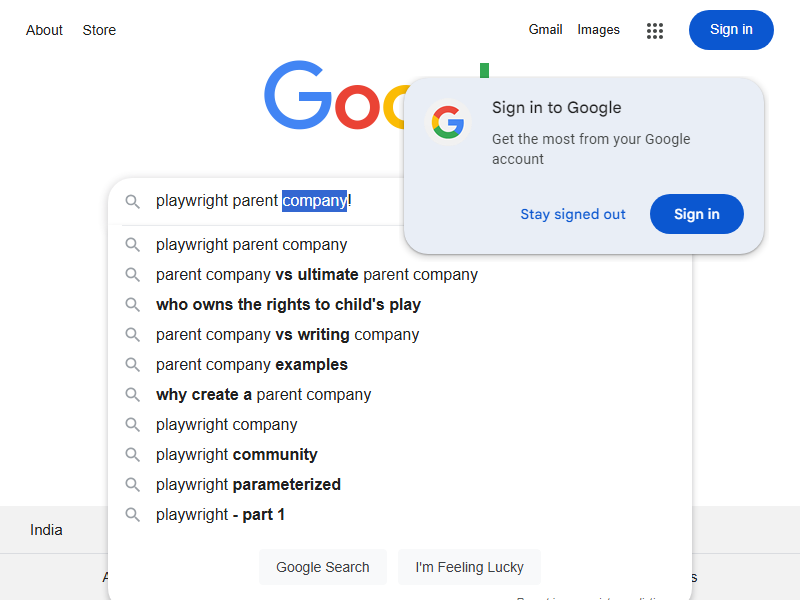 About Store Gmail Images Sign in
Goo
Sign in to Google
Get the most from your Google
account
Stay signed out Sign in
playwright parent company!
playwright parent company
parent company vs ultimate parent company
who owns the rights to child's play
parent company vs writing company
parent company examples
why create a parent company
playwright company
playwright community
playwright parameterized
playwright - part 1
India
Google Search I'm Feeling Lucky